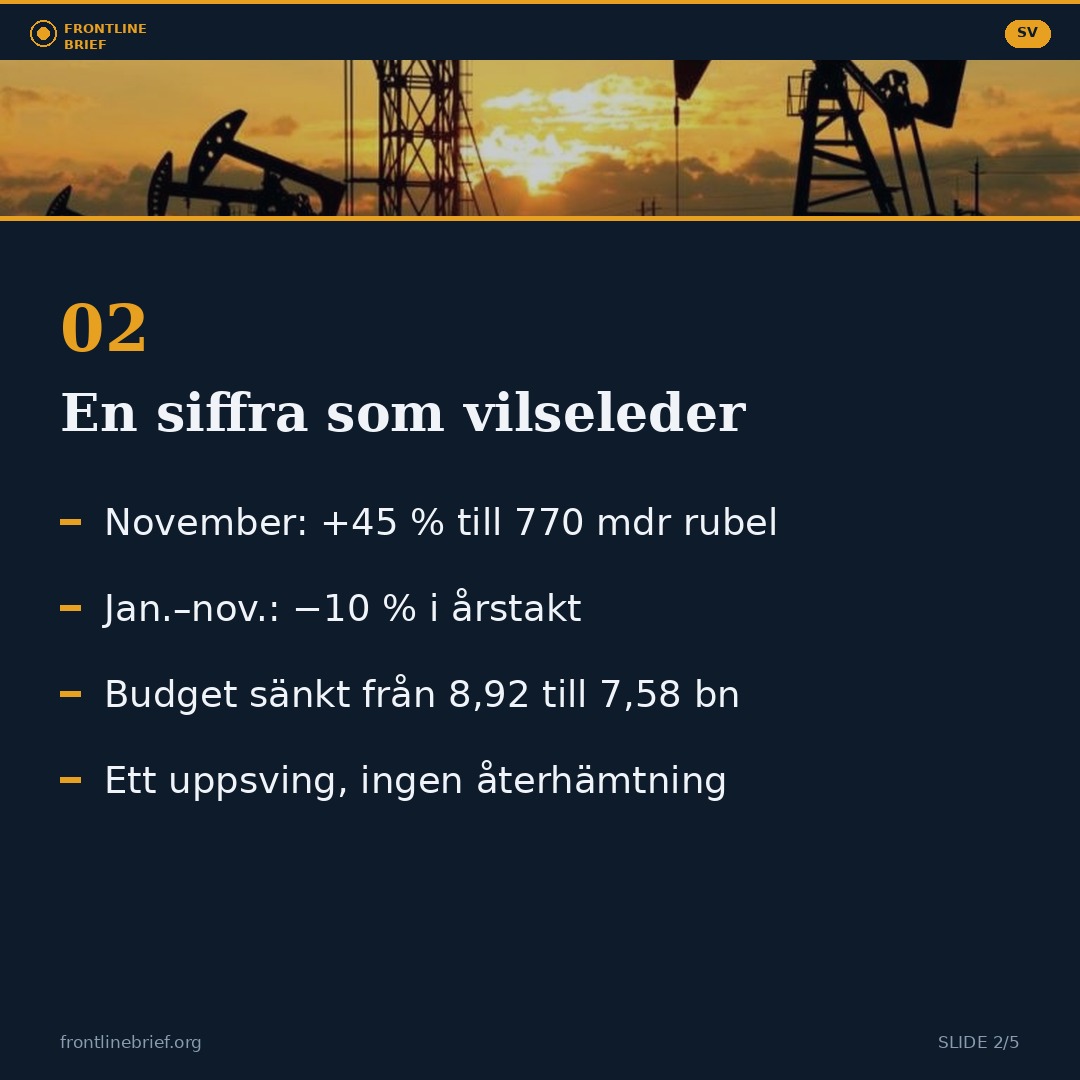 FRONTLINE
BRIEF
SV
02
En siffra som vilseleder
November: +45 % till 770 mdr rubel
Jan.–nov.: −10 % i årstakt
Budget sänkt från 8,92 till 7,58 bn
Ett uppsving, ingen återhämtning
frontlinebrief.org
SLIDE 2/5